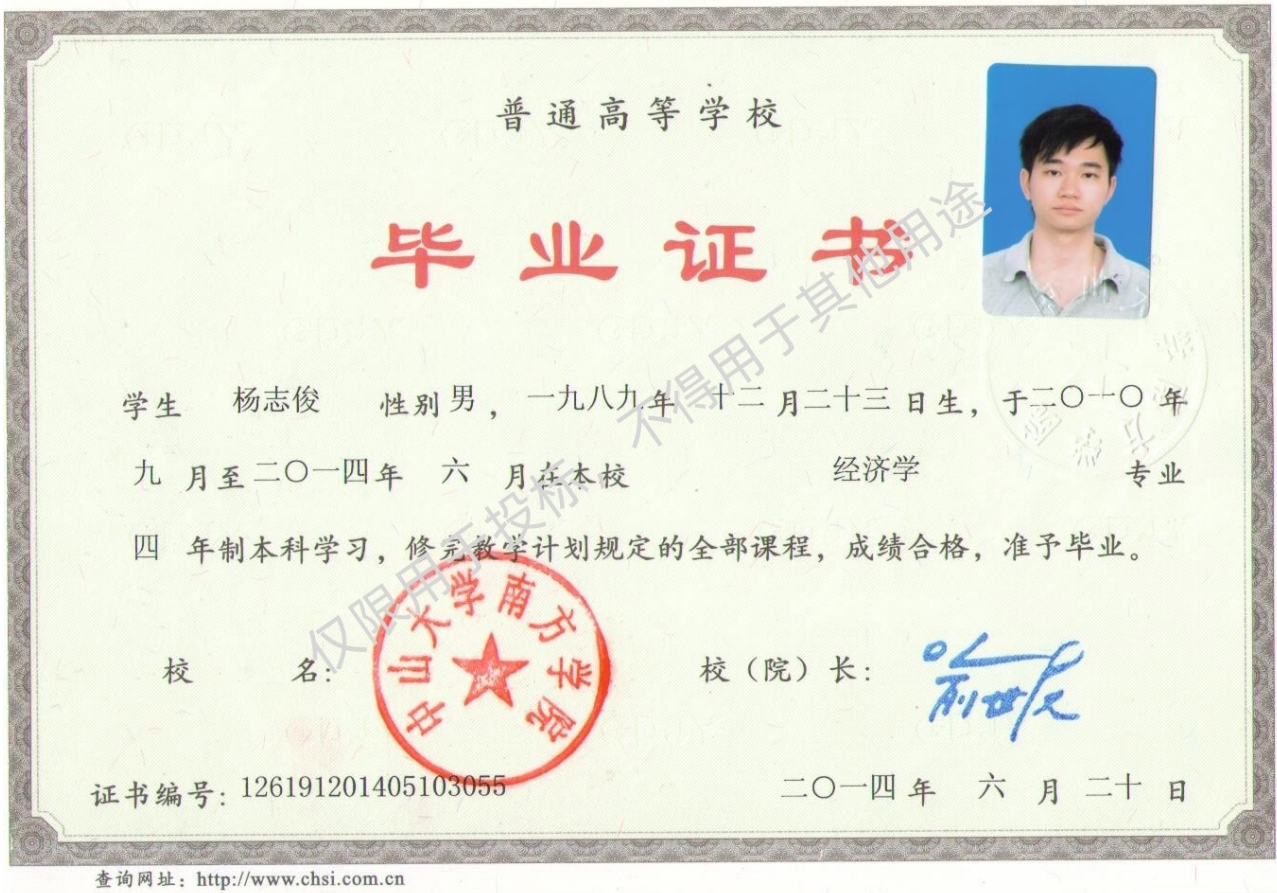 普通高等学校
毕业证书
学生 杨志俊 性别 男，一九八九年 十二月二十三日生，于二〇一〇年
九月至二〇一四年 六月在本校 经济学 专业
四 年制本科学习，修完教学计划规定的全部课程，成绩合格，准予毕业。
校 名：
中山大学南方学院
校（院）长：
证书编号：126191201405103055
二〇一四年 六月 二十日
查询网址：http://www.chsi.com.cn
仅限用于投标，不得用于其他用途